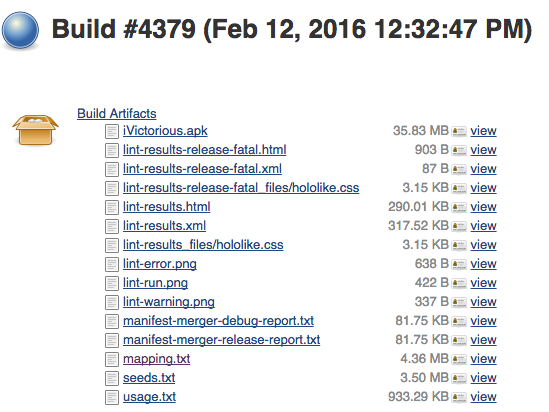 Build #4379 (Feb 12, 2016 12:32:47 PM)
Build Artifacts
iVictorious.apk 35.83 MB view
lint-results-release-fatal.html 903 B view
lint-results-release-fatal.xml 87 B view
lint-results-release-fatal_files/hololike.css 3.15 KB view
lint-results.html 290.01 KB view
lint-results.xml 317.52 KB view
lint-results_files/hololike.css 3.15 KB view
lint-error.png 638 B view
lint-run.png 422 B view
lint-warning.png 337 B view
manifest-merger-debug-report.txt 81.75 KB view
manifest-merger-release-report.txt 81.75 KB view
mapping.txt 4.36 MB view
seeds.txt 3.50 MB view
usage.txt 933.29 KB view